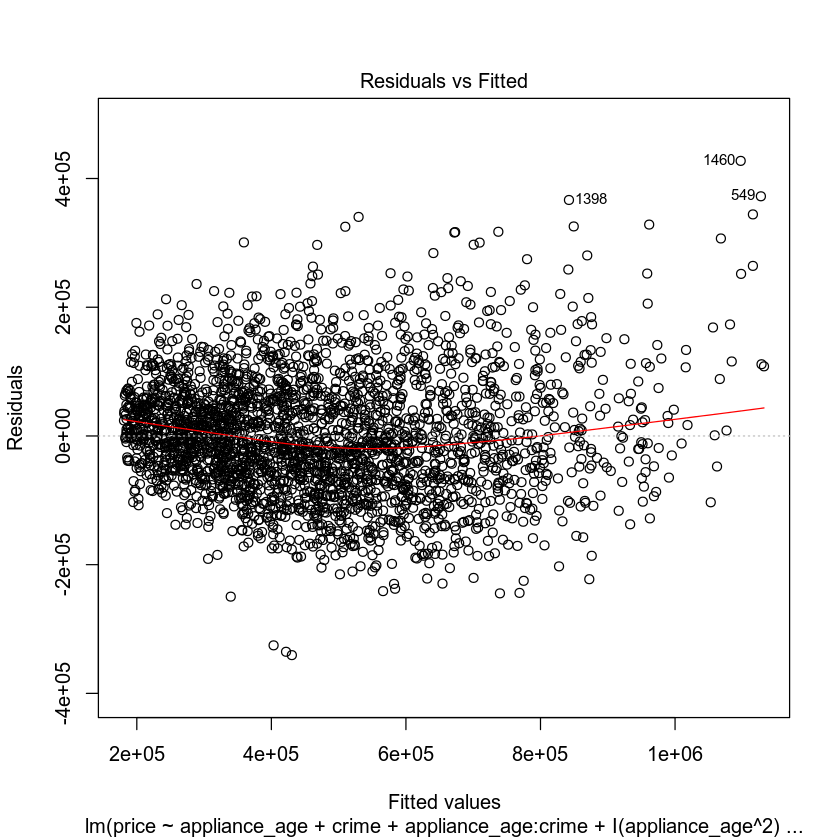 Residuals vs Fitted
4e+05
2e+05
0e+00
-2e+05
-4e+05
Residuals
1460
549
1398
2e+05
4e+05
6e+05
8e+05
1e+06
Fitted values
lm(price ~ appliance_age + crime + appliance_age:crime + I(appliance_age^2) ...